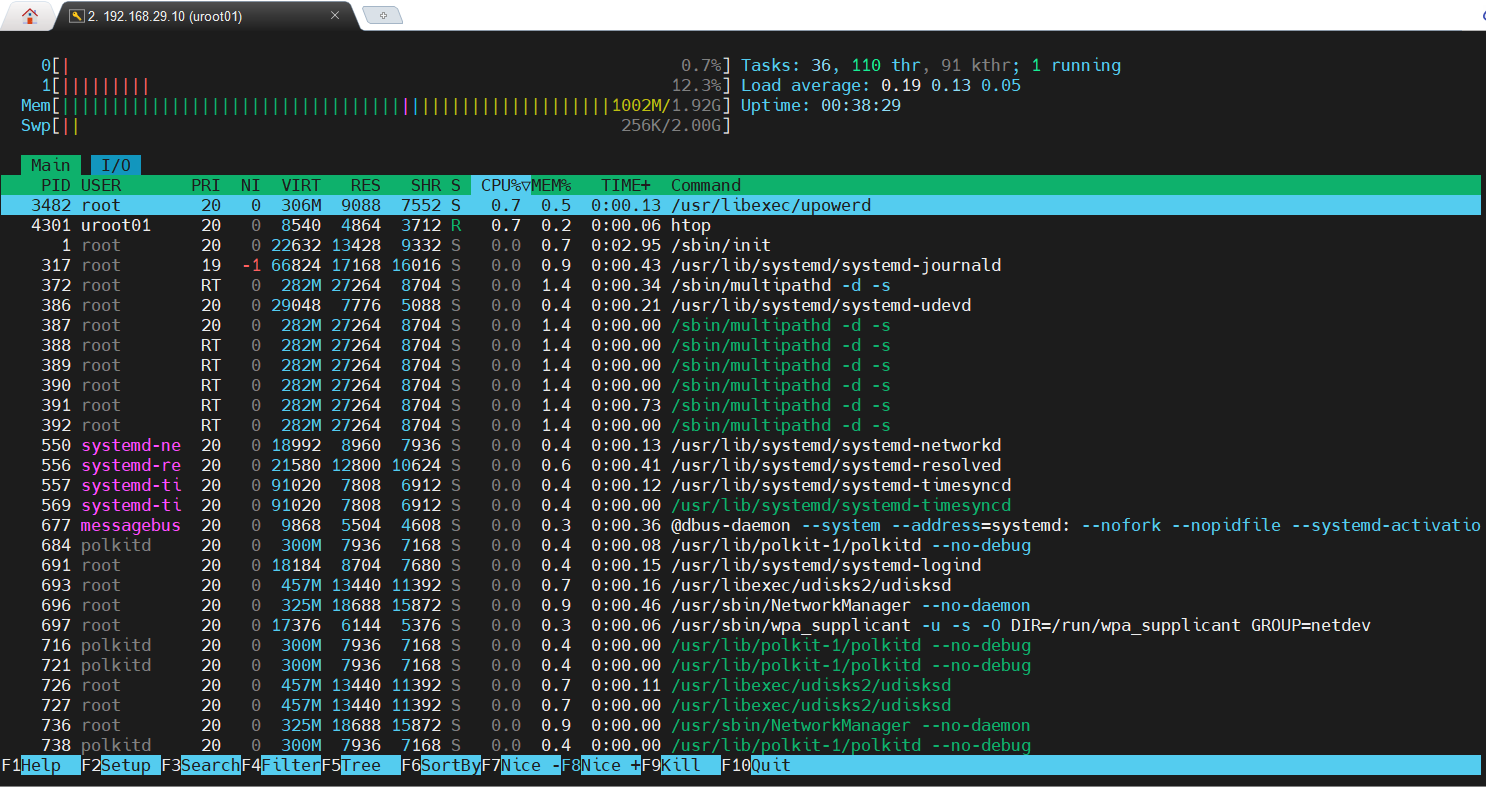 2. 192.168.29.10 (uroot01)
0[| 0.7%] Tasks: 36, 110 thr, 91 kthr; 1 running
1[||||||||| 12.3%] Load average: 0.19 0.13 0.05
Mem[|||||||||||||||||||||||||||||||||||||||||||||||||||||||1002M/1.92G] Uptime: 00:38:29
Swp[|| 256K/2.00G]
Main I/O
PID USER PRI NI VIRT RES SHR S CPU%▽MEM% TIME+ Command
3482 root 20 0 306M 9088 7552 S 0.7 0.5 0:00.13 /usr/libexec/upowerd
4301 uroot01 20 0 8540 4864 3712 R 0.7 0.2 0:00.06 htop
1 root 20 0 22632 13428 9332 S 0.0 0.7 0:02.95 /sbin/init
317 root 19 -1 66824 17168 16016 S 0.0 0.9 0:00.43 /usr/lib/systemd/systemd-journald
372 root RT 0 282M 27264 8704 S 0.0 1.4 0:00.34 /sbin/multipathd -d -s
386 root 20 0 29048 7776 5088 S 0.0 0.4 0:00.21 /usr/lib/systemd/systemd-udevd
387 root 20 0 282M 27264 8704 S 0.0 1.4 0:00.00 /sbin/multipathd -d -s
388 root RT 0 282M 27264 8704 S 0.0 1.4 0:00.00 /sbin/multipathd -d -s
389 root RT 0 282M 27264 8704 S 0.0 1.4 0:00.00 /sbin/multipathd -d -s
390 root RT 0 282M 27264 8704 S 0.0 1.4 0:00.00 /sbin/multipathd -d -s
391 root RT 0 282M 27264 8704 S 0.0 1.4 0:00.73 /sbin/multipathd -d -s
392 root RT 0 282M 27264 8704 S 0.0 1.4 0:00.00 /sbin/multipathd -d -s
550 systemd-ne 20 0 18992 8960 7936 S 0.0 0.4 0:00.13 /usr/lib/systemd/systemd-networkd
556 systemd-re 20 0 21580 12800 10624 S 0.0 0.6 0:00.41 /usr/lib/systemd/systemd-resolved
557 systemd-ti 20 0 91020 7808 6912 S 0.0 0.4 0:00.12 /usr/lib/systemd/systemd-timesyncd
569 systemd-ti 20 0 91020 7808 6912 S 0.0 0.4 0:00.00 /usr/lib/systemd/systemd-timesyncd
677 messagebus 20 0 9868 5504 4608 S 0.0 0.3 0:00.36 @dbus-daemon --system --address=systemd: --nofork --nopidfile --systemd-activatio
684 polkitd 20 0 300M 7936 7168 S 0.0 0.4 0:00.08 /usr/lib/polkit-1/polkitd --no-debug
691 root 20 0 18184 8704 7680 S 0.0 0.4 0:00.15 /usr/lib/systemd/systemd-logind
693 root 20 0 457M 13440 11392 S 0.0 0.7 0:00.16 /usr/libexec/udisks2/udisksd
696 root 20 0 325M 18688 15872 S 0.0 0.9 0:00.46 /usr/sbin/NetworkManager --no-daemon
697 root 20 0 17376 6144 5376 S 0.0 0.3 0:00.06 /usr/sbin/wpa_supplicant -u -s -O DIR=/run/wpa_supplicant GROUP=netdev
716 polkitd 20 0 300M 7936 7168 S 0.0 0.4 0:00.00 /usr/lib/polkit-1/polkitd --no-debug
721 polkitd 20 0 300M 7936 7168 S 0.0 0.4 0:00.00 /usr/lib/polkit-1/polkitd --no-debug
726 root 20 0 457M 13440 11392 S 0.0 0.7 0:00.11 /usr/libexec/udisks2/udisksd
727 root 20 0 457M 13440 11392 S 0.0 0.7 0:00.00 /usr/libexec/udisks2/udisksd
736 root 20 0 325M 18688 15872 S 0.0 0.9 0:00.00 /usr/sbin/NetworkManager --no-daemon
738 polkitd 20 0 300M 7936 7168 S 0.0 0.4 0:00.00 /usr/lib/polkit-1/polkitd --no-debug
F1Help F2Setup F3SearchF4FilterF5Tree F6SortByF7Nice -F8Nice +F9Kill F10Quit